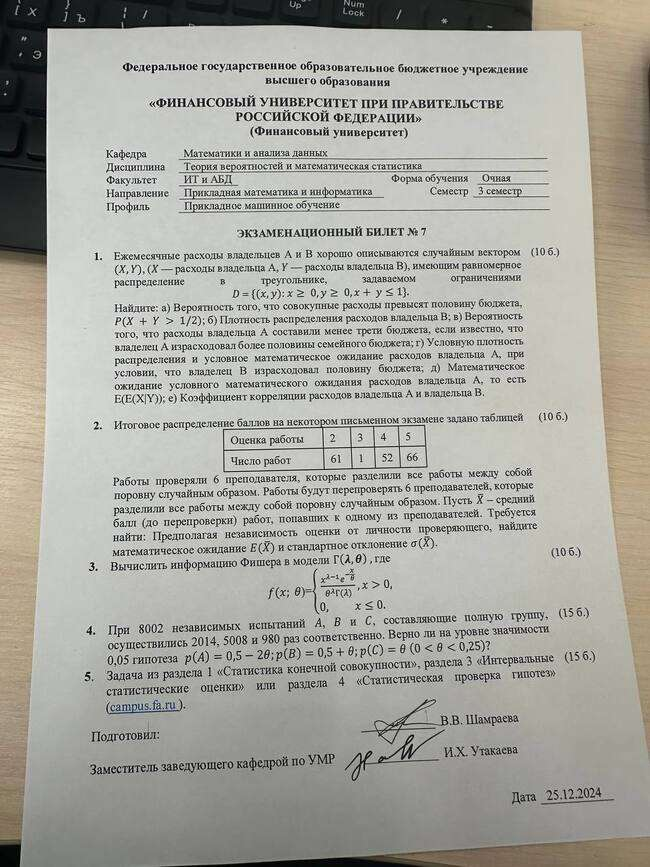 Num
Lock
Федеральное государственное образовательное бюджетное учреждение
высшего образования
«ФИНАНСОВЫЙ УНИВЕРСИТЕТ ПРИ ПРАВИТЕЛЬСТВЕ
РОССИЙСКОЙ ФЕДЕРАЦИИ»
(Финансовый университет)
Кафедра Математики и анализа данных
Дисциплина Теория вероятностей и математическая статистика
Факультет ИТ и АБД Форма обучения Очная
Направление Прикладная математика и информатика Семестр 3 семестр
Профиль Прикладное машинное обучение
ЭКЗАМЕНАЦИОННЫЙ БИЛЕТ № 7
1. Ежемесячные расходы владельцев А и В хорошо описываются случайным вектором (10 б.)
(X, Y), (X — расходы владельца А, Y — расходы владельца В), имеющим равномерное
распределение в треугольнике, задаваемом ограничениями
D = {(x, y): x ≥ 0, y ≥ 0, x + y ≤ 1}.
Найдите: а) Вероятность того, что совокупные расходы превысят половину бюджета,
P(X + Y > 1/2); б) Плотность распределения расходов владельца В; в) Вероятность
того, что расходы владельца А составили менее трети бюджета, если известно, что
владелец А израсходовал более половины семейного бюджета; г) Условную плотность
распределения и условное математическое ожидание расходов владельца А, при
условии, что владелец В израсходовал половину бюджета; д) Математическое
ожидание условного математического ожидания расходов владельца А, то есть
E(E(X|Y)); е) Коэффициент корреляции расходов владельца А и владельца В.
2. Итоговое распределение баллов на некотором письменном экзамене задано таблицей (10 б.)
Оценка работы 2 3 4 5
Число работ 61 1 52 66
Работы проверяли 6 преподавателя, которые разделили все работы между собой
поровну случайным образом. Работы будут перепроверять 6 преподавателей, которые
разделили все работы между собой поровну случайным образом. Пусть X̄ – средний
балл (до перепроверки) работ, попавших к одному из преподавателей. Требуется
найти: Предполагая независимость оценки от личности проверяющего, найдите
математическое ожидание E(X̄) и стандартное отклонение σ(X̄).
3. Вычислить информацию Фишера в модели Γ(λ, θ) , где (10 б.)
f(x; θ)={ x^{λ−1}e^{−x/θ} / θ^λ Γ(λ) , x > 0,
0, x ≤ 0.
4. При 8002 независимых испытаний A, B и C, составляющие полную группу, (15 б.)
осуществились 2014, 5008 и 980 раз соответственно. Верно ли на уровне значимости
0,05 гипотеза p(A) = 0,5 − 2θ; p(B) = 0,5 + θ; p(C) = θ (0 < θ < 0,25)?
5. Задача из раздела 1 «Статистика конечной совокупности», раздела 3 «Интервальные (15 б.)
статистические оценки» или раздела 4 «Статистическая проверка гипотез»
(campus.fa.ru ).
Подготовил: В.В. Шамраева
Заместитель заведующего кафедрой по УМР И.Х. Утакаева
Дата 25.12.2024